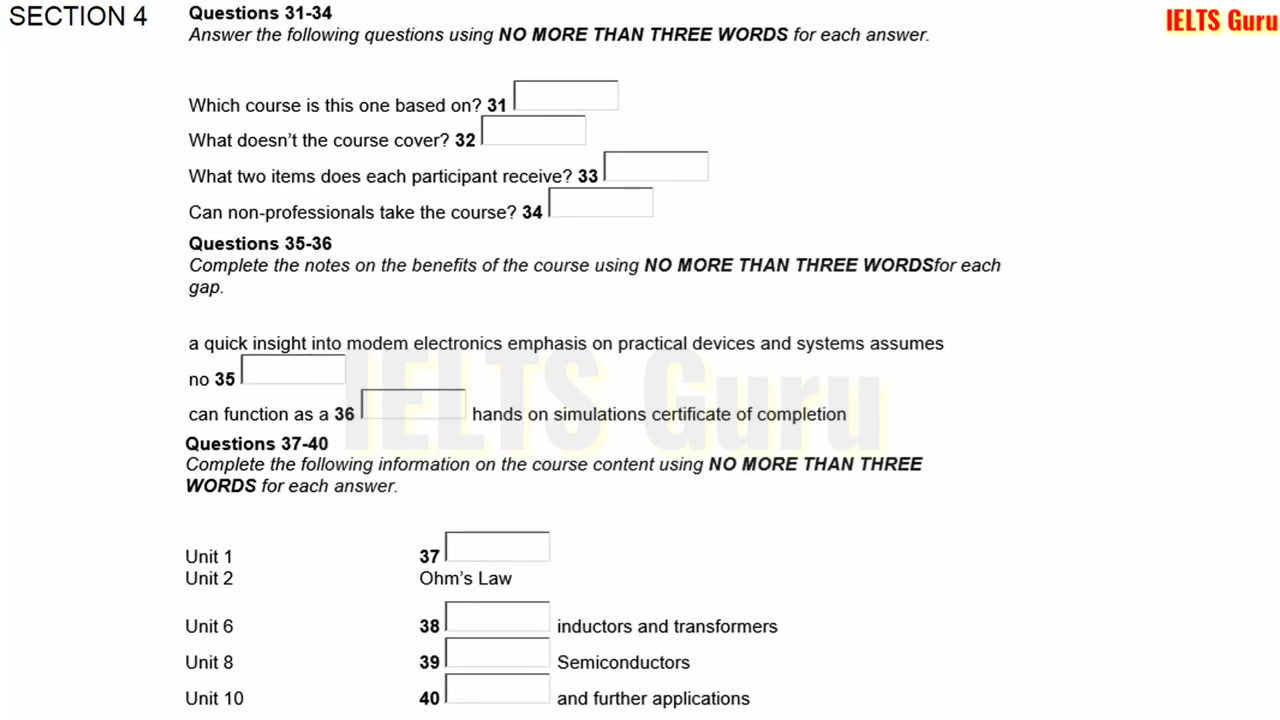 SECTION 4
IELTS Guru
Questions 31-34
Answer the following questions using NO MORE THAN THREE WORDS for each answer.
Which course is this one based on? 31
What doesn't the course cover? 32
What two items does each participant receive? 33
Can non-professionals take the course? 34
Questions 35-36
Complete the notes on the benefits of the course using NO MORE THAN THREE WORDSfor each
gap.
a quick insight into modem electronics emphasis on practical devices and systems assumes
no 35
can function as a 36 hands on simulations certificate of completion
IELTS Guru
Questions 37-40
Complete the following information on the course content using NO MORE THAN THREE
WORDS for each answer.
Unit 1 37
Unit 2 Ohm's Law
Unit 6 38 inductors and transformers
Unit 8 39 Semiconductors
Unit 10 40 and further applications